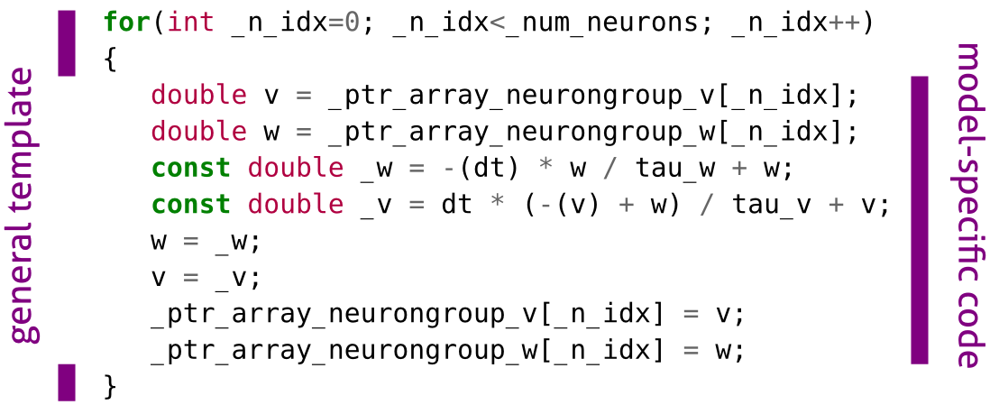 general template
for(int _n_idx=0; _n_idx<_num_neurons; _n_idx++)
{
double v = _ptr_array_neurongroup_v[_n_idx];
double w = _ptr_array_neurongroup_w[_n_idx];
const double _w = -(dt) * w / tau_w + w;
const double _v = dt * (-(v) + w) / tau_v + v;
w = _w;
v = _v;
_ptr_array_neurongroup_v[_n_idx] = v;
_ptr_array_neurongroup_w[_n_idx] = w;
}
model-specific code